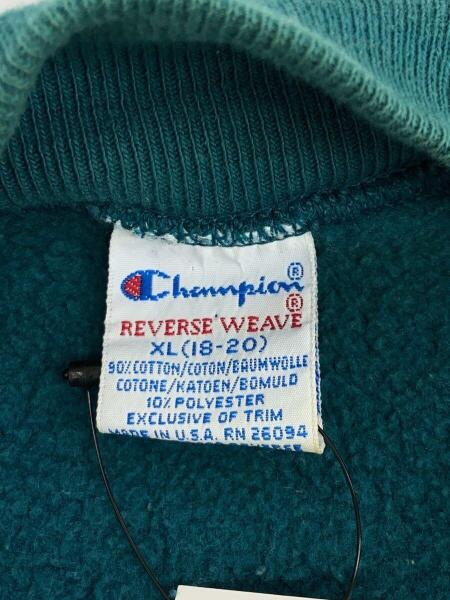 Champion®
REVERSE WEAVE®
XL (18-20)
90% COTTON/COTON/BAUMWOLLE
COTONE/KATOEN/BOMULD
10% POLYESTER
EXCLUSIVE OF TRIM
MADE IN U.S.A. RN 26094